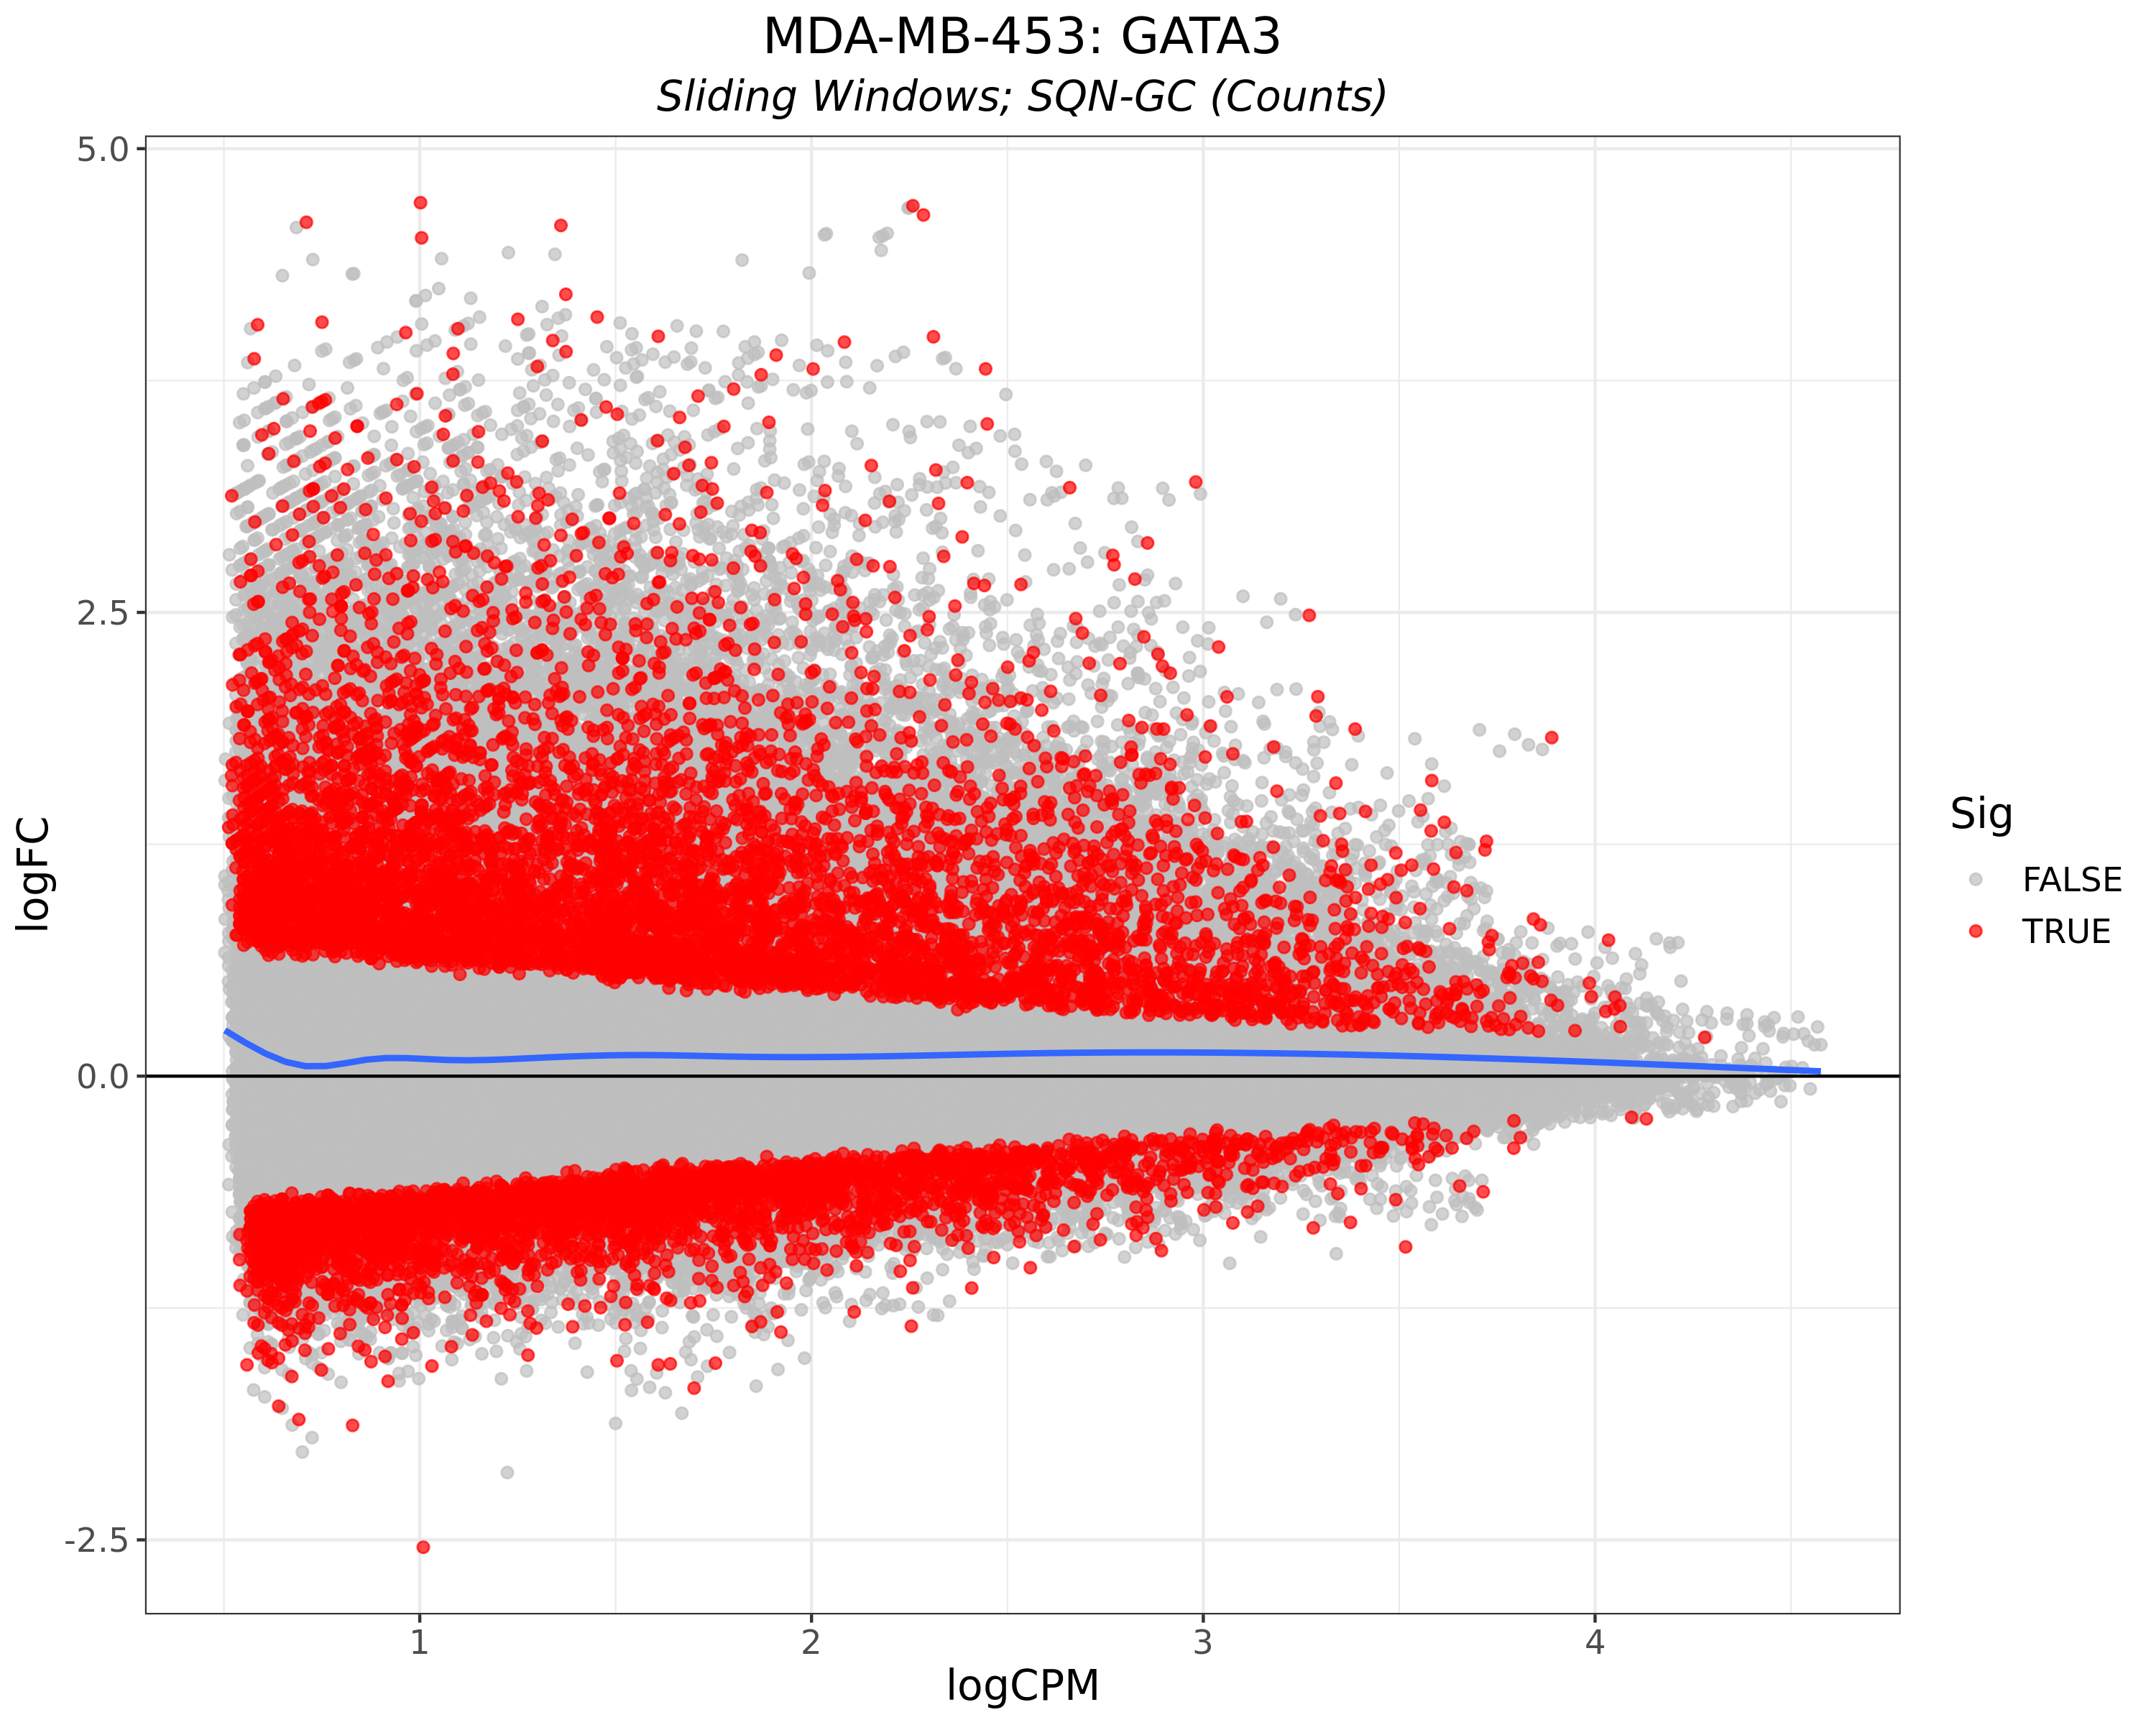 MDA-MB-453: GATA3
Sliding Windows; SQN-GC (Counts)
5.0
2.5
0.0
-2.5
logFC
1 2 3 4
logCPM
Sig
FALSE
TRUE